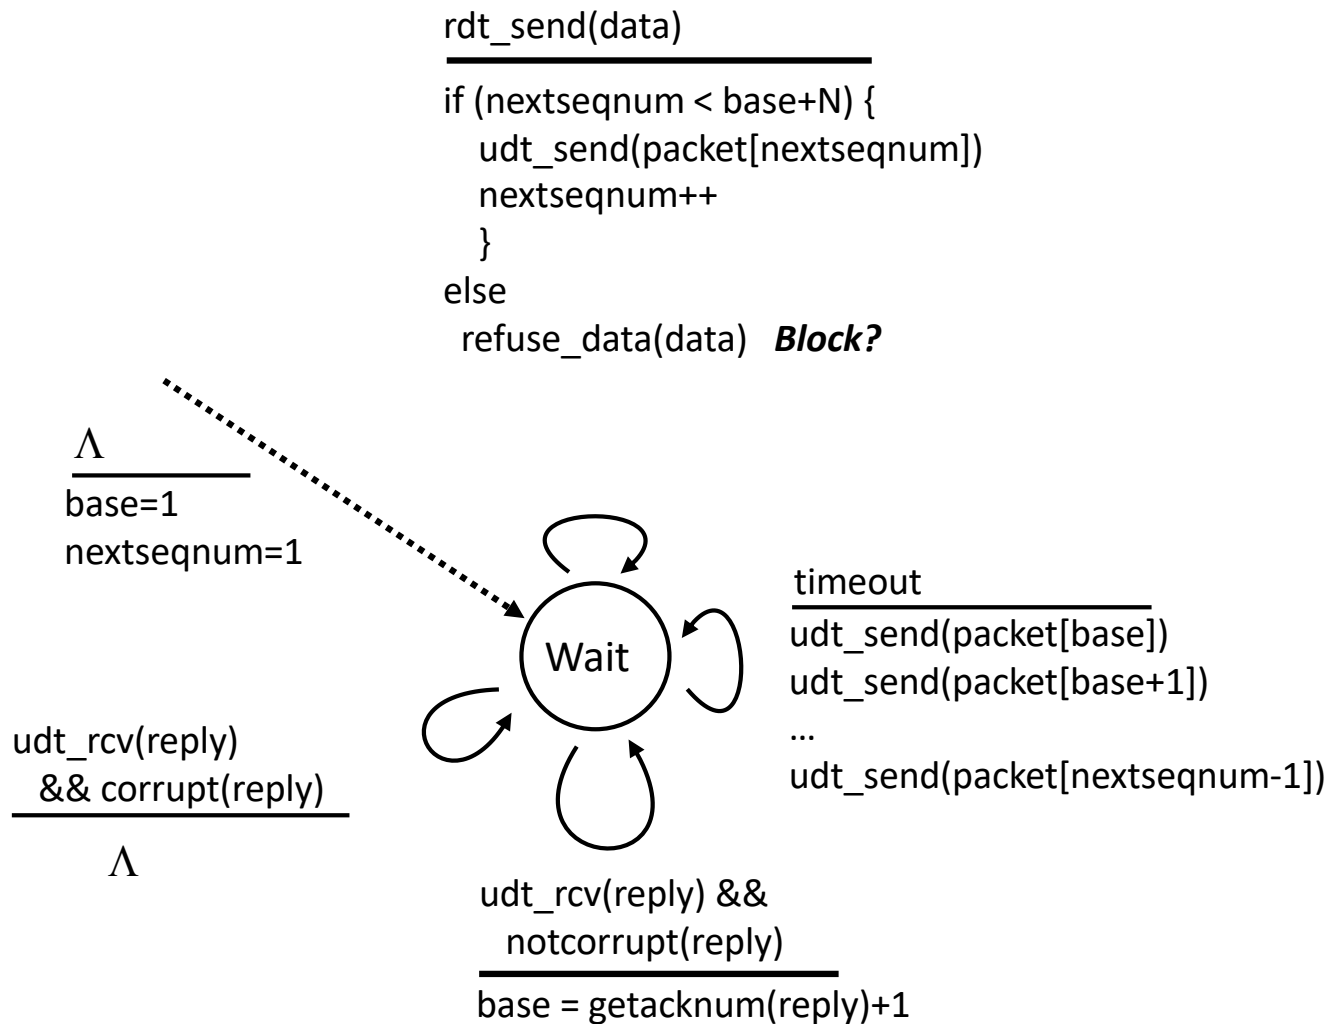 rdt_send(data)
if (nextseqnum < base+N) {
udt_send(packet[nextseqnum])
nextseqnum++
}
else
refuse_data(data) Block?
Λ
base=1
nextseqnum=1
Wait
timeout
udt_send(packet[base])
udt_send(packet[base+1])
...
udt_send(packet[nextseqnum-1])
udt_rcv(reply)
&& corrupt(reply)
Λ
udt_rcv(reply) &&
notcorrupt(reply)
base = getacknum(reply)+1